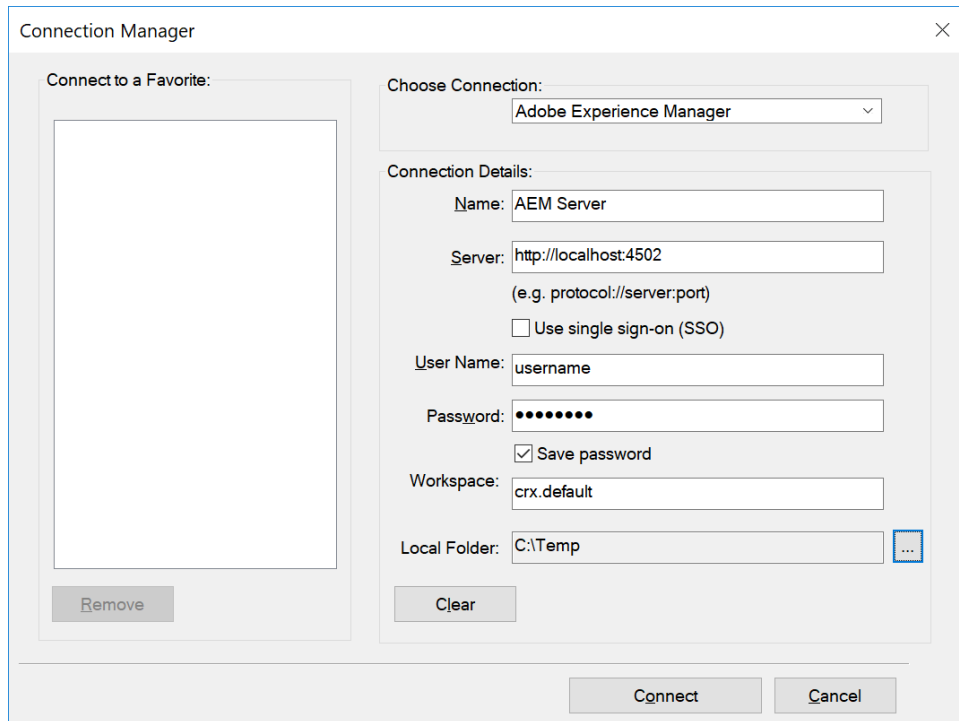 Connection Manager
Connect to a Favorite:
Remove
Choose Connection:
Adobe Experience Manager
Connection Details:
Name: AEM Server
Server: http://localhost:4502
(e.g. protocol://server:port)
Use single sign-on (SSO)
User Name: username
Password: ●●●●●●●●
Save password
Workspace: crx.default
Local Folder: C:\Temp ...
Clear
Connect Cancel